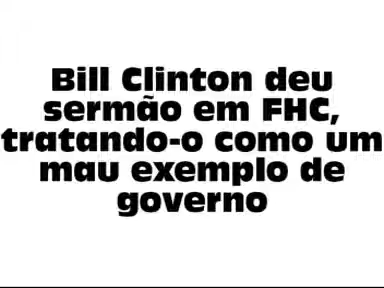 Bill Clinton deu
sermão em FHC,
tratando-o como um
mau exemplo de
governo